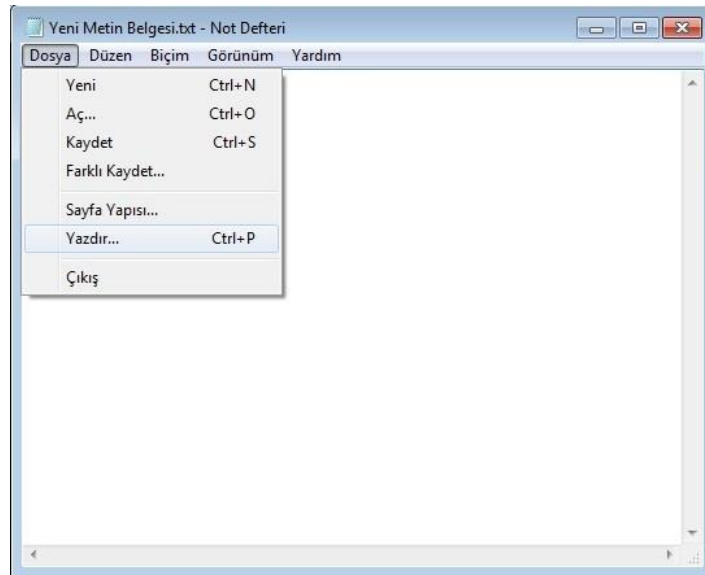 Yeni Metin Belgesi.txt - Not Defteri
Dosya Düzen Biçim Görünüm Yardım
Yeni Ctrl+N
Aç... Ctrl+O
Kaydet Ctrl+S
Farklı Kaydet...
Sayfa Yapısı...
Yazdır... Ctrl+P
Çıkış